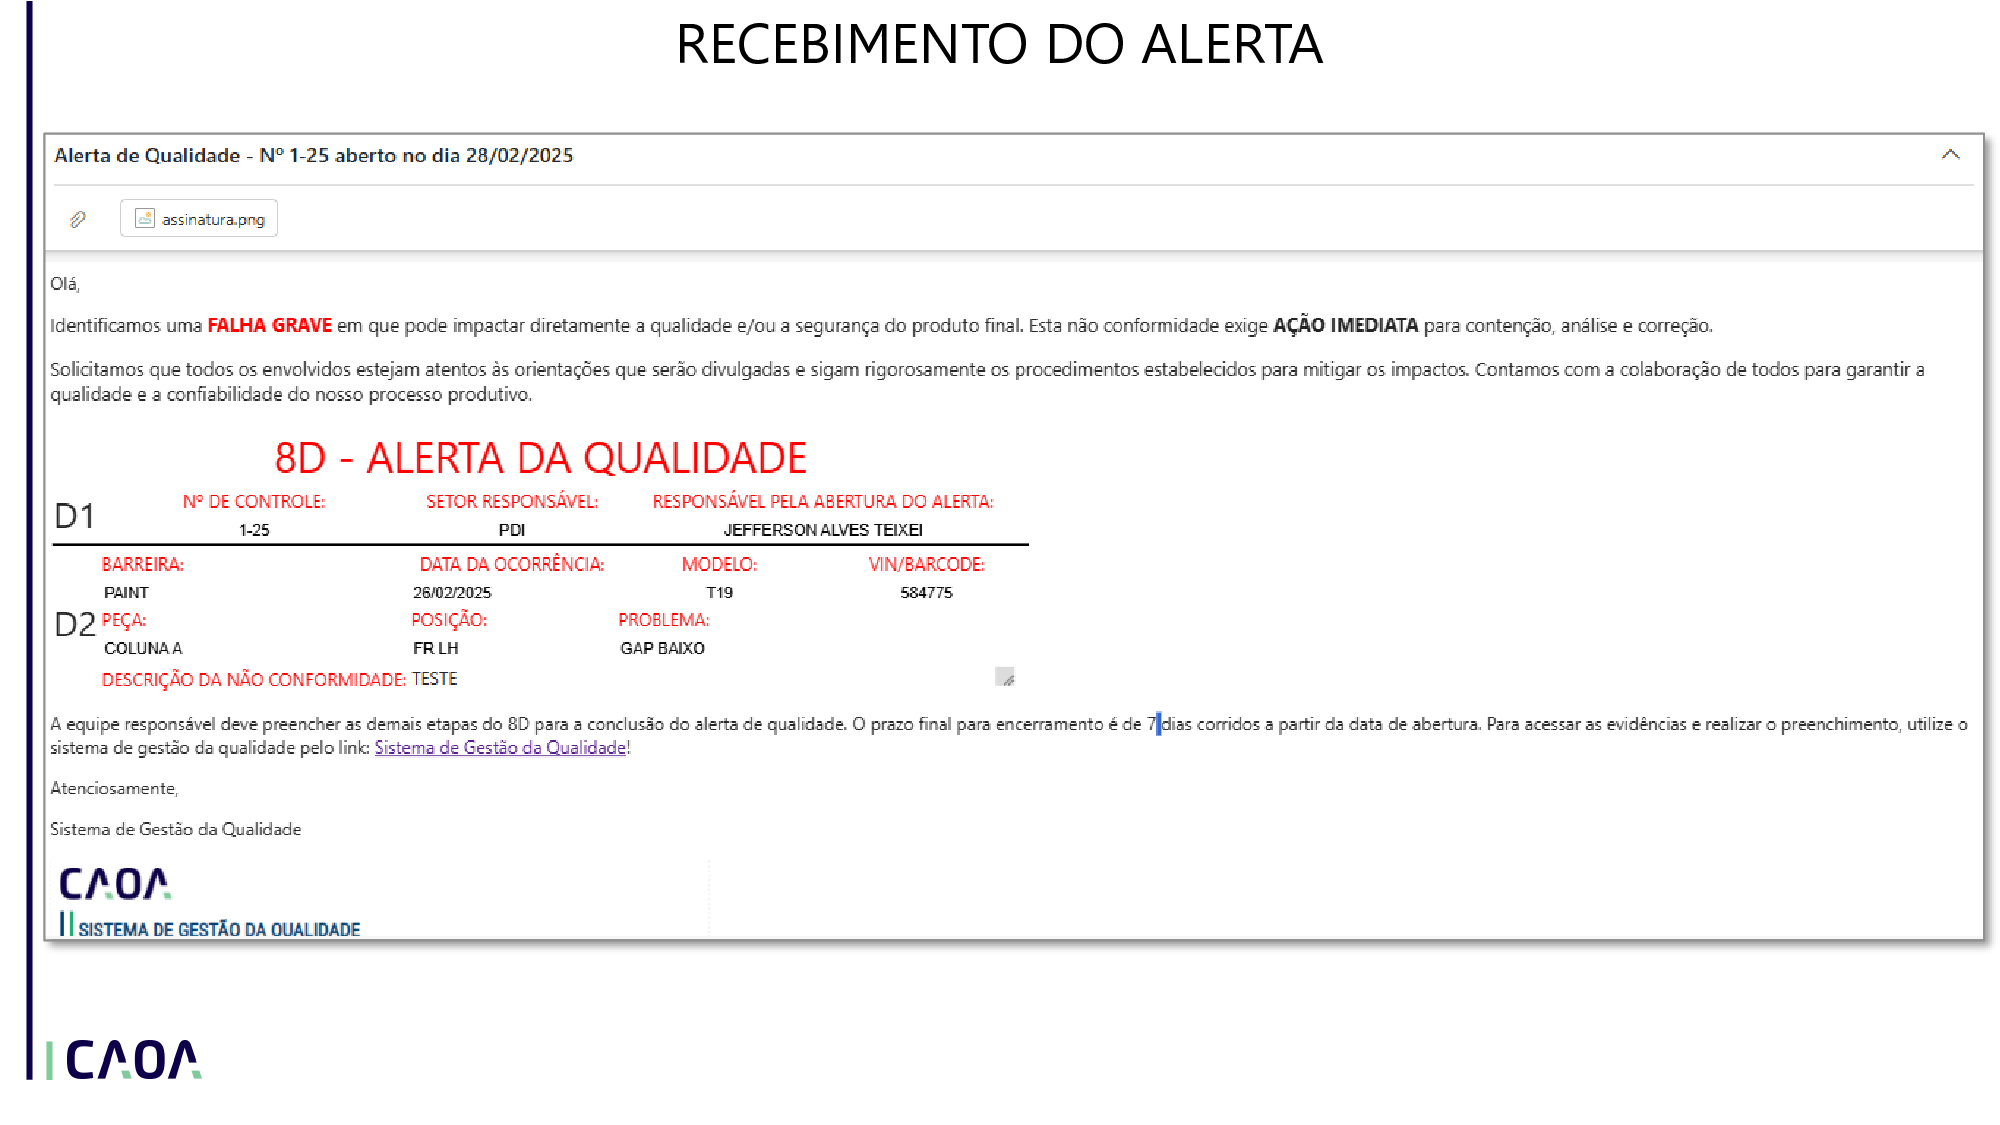 RECEBIMENTO DO ALERTA
Alerta de Qualidade - Nº 1-25 aberto no dia 28/02/2025
assinatura.png
Olá,
Identificamos uma FALHA GRAVE em que pode impactar diretamente a qualidade e/ou a segurança do produto final. Esta não conformidade exige AÇÃO IMEDIATA para contenção, análise e correção.
Solicitamos que todos os envolvidos estejam atentos às orientações que serão divulgadas e sigam rigorosamente os procedimentos estabelecidos para mitigar os impactos. Contamos com a colaboração de todos para garantir a
qualidade e a confiabilidade do nosso processo produtivo.
8D - ALERTA DA QUALIDADE
D1
Nº DE CONTROLE: SETOR RESPONSÁVEL: RESPONSÁVEL PELA ABERTURA DO ALERTA:
1-25 PDI JEFFERSON ALVES TEIXEI
BARREIRA: DATA DA OCORRÊNCIA: MODELO: VIN/BARCODE:
PAINT 26/02/2025 T19 584775
D2 PEÇA: POSIÇÃO: PROBLEMA:
COLUNA A FR LH GAP BAIXO
DESCRIÇÃO DA NÃO CONFORMIDADE: TESTE
A equipe responsável deve preencher as demais etapas do 8D para a conclusão do alerta de qualidade. O prazo final para encerramento é de 7 dias corridos a partir da data de abertura. Para acessar as evidências e realizar o preenchimento, utilize o
sistema de gestão da qualidade pelo link: Sistema de Gestão da Qualidade!
Atenciosamente,
Sistema de Gestão da Qualidade
CAOA
SISTEMA DE GESTÃO DA QUALIDADE
CAOA